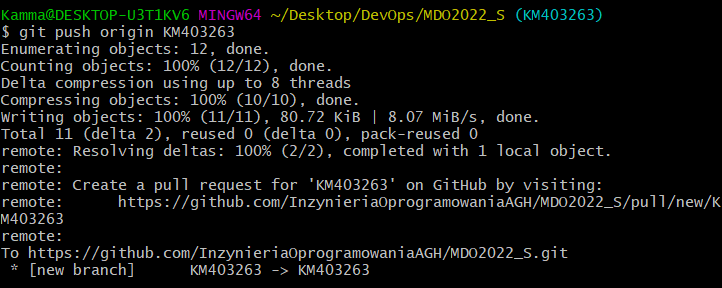 Kamma@DESKTOP-U3T1KV6 MINGW64 ~/Desktop/DevOps/MDO2022_S (KM403263)
$ git push origin KM403263
Enumerating objects: 12, done.
Counting objects: 100% (12/12), done.
Delta compression using up to 8 threads
Compressing objects: 100% (10/10), done.
Writing objects: 100% (11/11), 80.72 KiB | 8.07 MiB/s, done.
Total 11 (delta 2), reused 0 (delta 0), pack-reused 0
remote: Resolving deltas: 100% (2/2), completed with 1 local object.
remote:
remote: Create a pull request for 'KM403263' on GitHub by visiting:
remote:      https://github.com/InzynieriaOprogramowaniaAGH/MDO2022_S/pull/new/K
M403263
remote:
To https://github.com/InzynieriaOprogramowaniaAGH/MDO2022_S.git
 * [new branch]      KM403263 -> KM403263